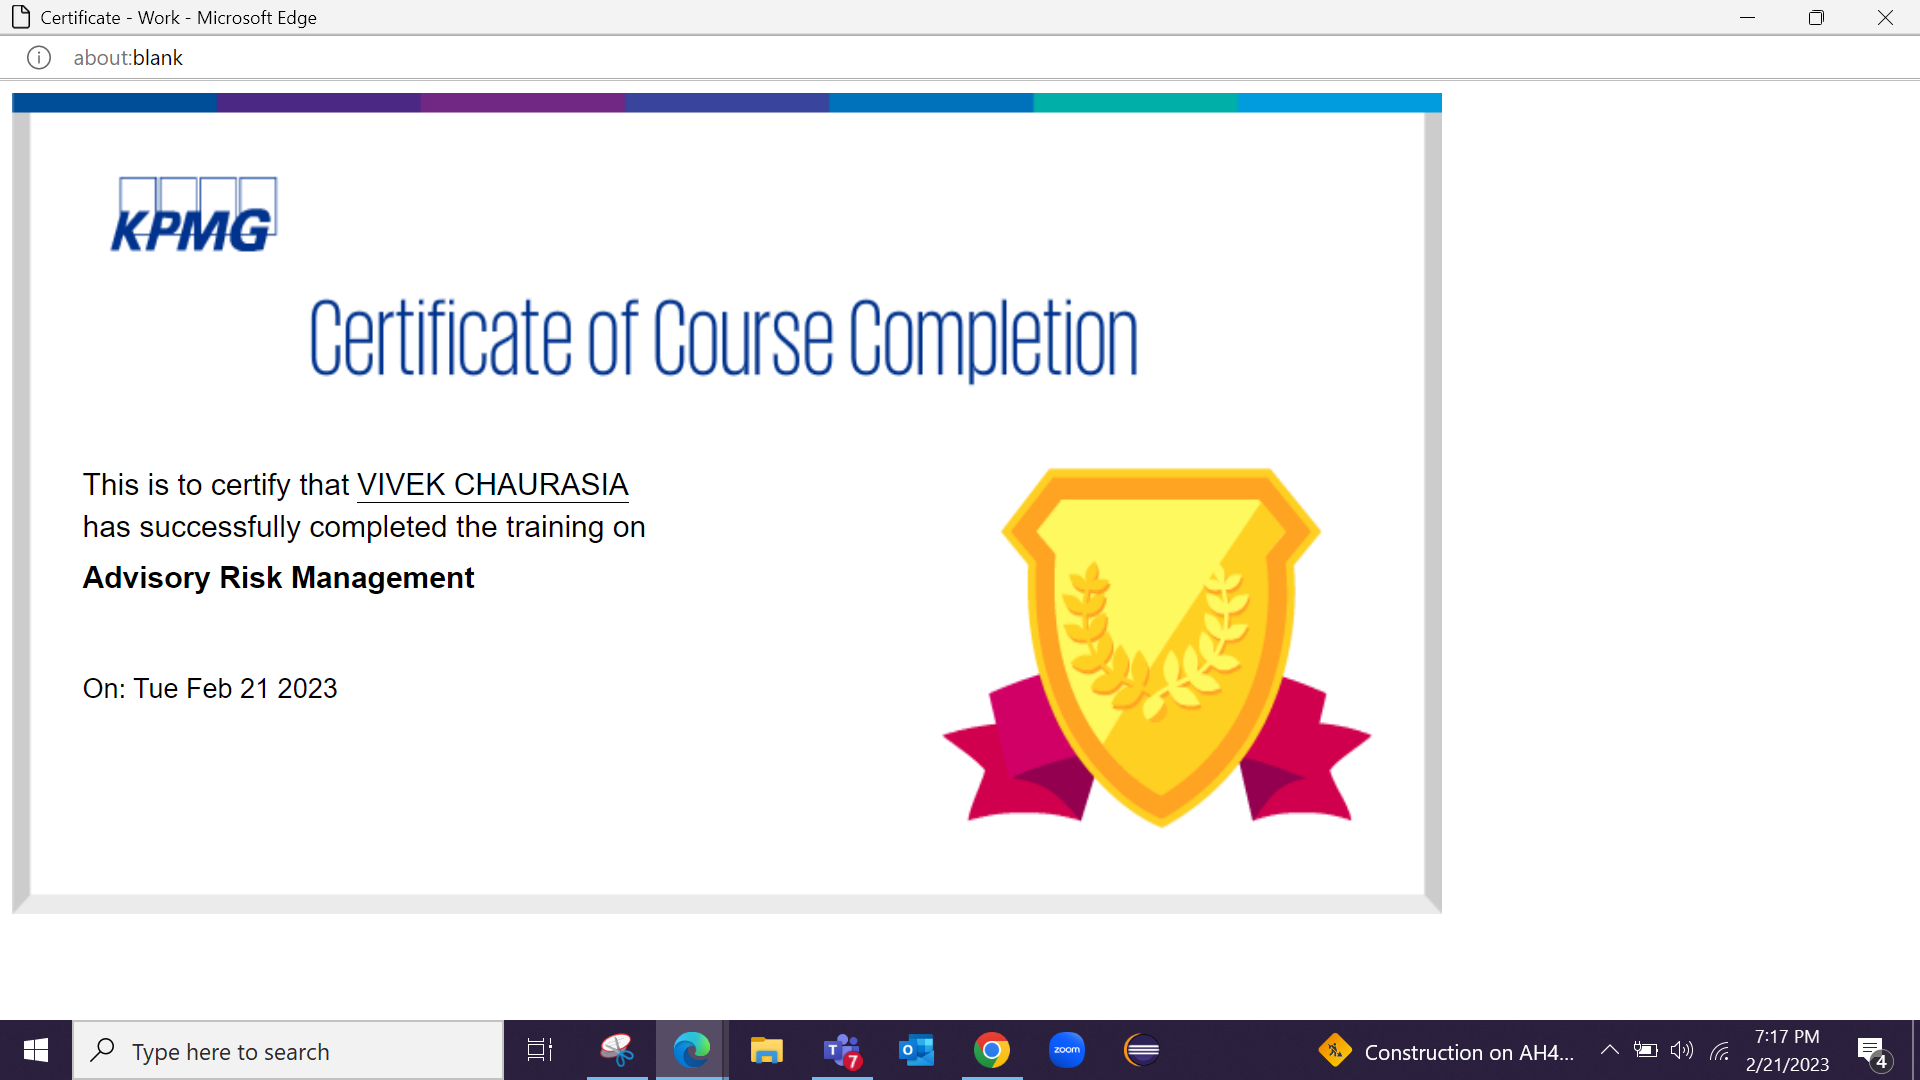 Certificate - Work - Microsoft Edge
about:blank
KPMG
Certificate of Course Completion
This is to certify that VIVEK CHAURASIA
has successfully completed the training on
Advisory Risk Management
On: Tue Feb 21 2023
Type here to search
T
7
O
zoom
Construction on AH4...
7:17 PM
2/21/2023
4